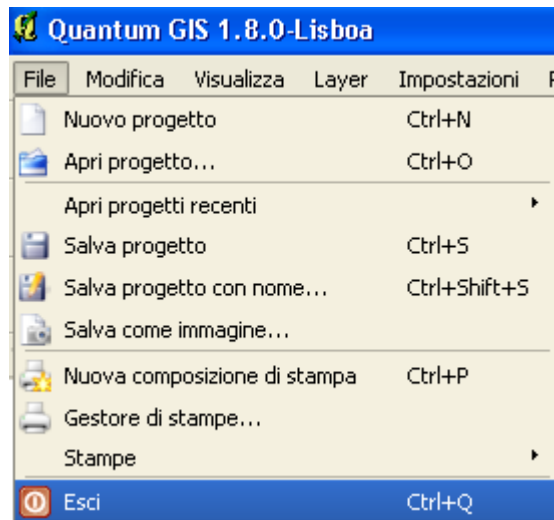 Quantum GIS 1.8.0-Lisboa
File Modifica Visualizza Layer Impostazioni
Nuovo progetto Ctrl+N
Apri progetto... Ctrl+O
Apri progetti recenti
Salva progetto Ctrl+S
Salva progetto con nome... Ctrl+Shift+S
Salva come immagine...
Nuova composizione di stampa Ctrl+P
Gestore di stampe...
Stampe
Esci Ctrl+Q